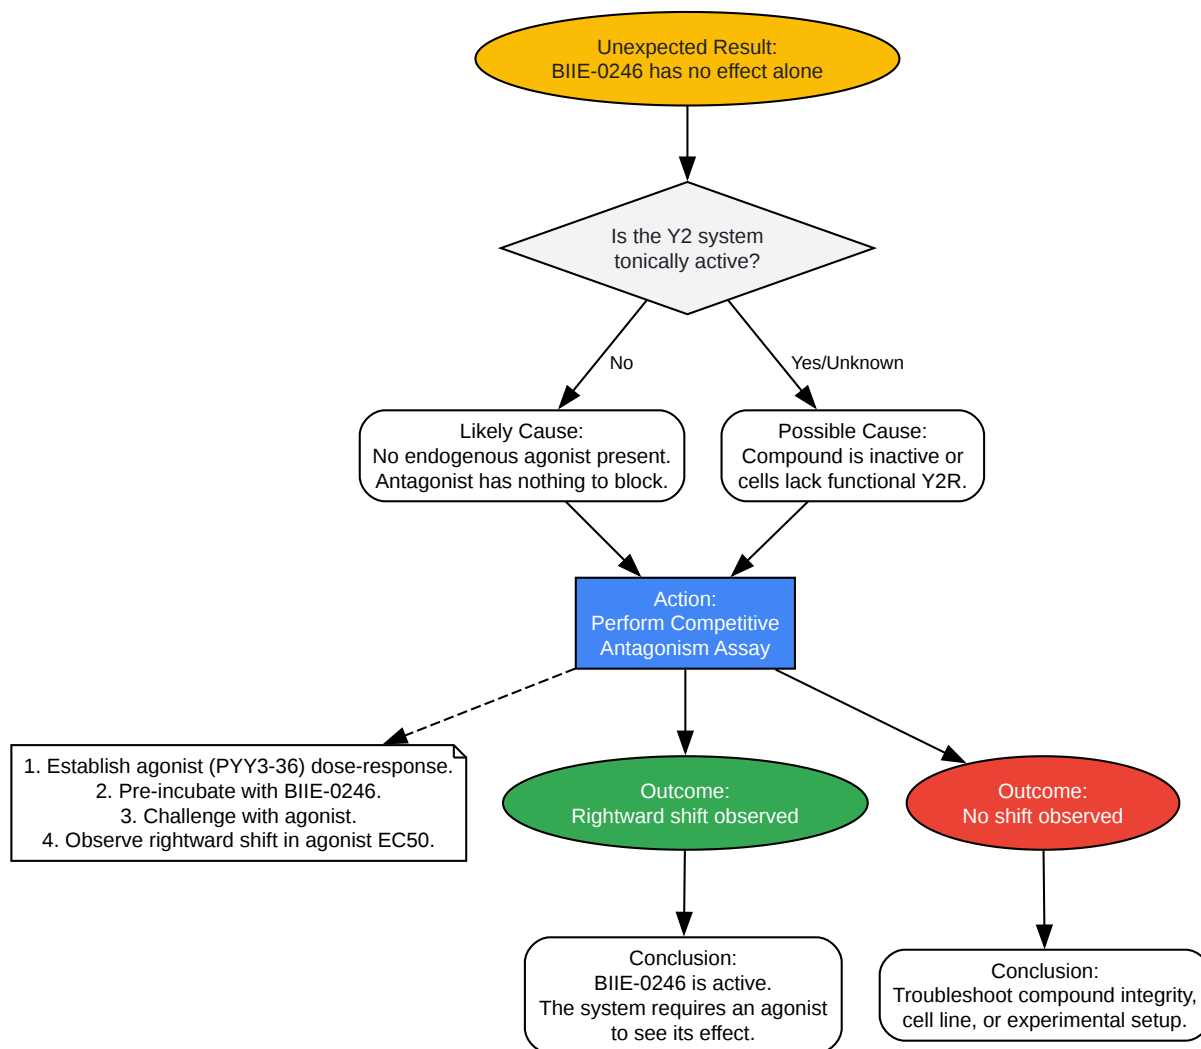 Unexpected Result:
BIIE-0246 has no effect alone
Is the Y2 system
tonically active?
No
Yes/Unknown
Likely Cause:
No endogenous agonist present.
Antagonist has nothing to block.
Possible Cause:
Compound is inactive or
cells lack functional Y2R.
Action:
Perform Competitive
Antagonism Assay
1. Establish agonist (PYY3-36) dose-response.
2. Pre-incubate with BIIE-0246.
3. Challenge with agonist.
4. Observe rightward shift in agonist EC50.
Outcome:
Rightward shift observed
Outcome:
No shift observed
Conclusion:
BIIE-0246 is active.
The system requires an agonist
to see its effect.
Conclusion:
Troubleshoot compound integrity,
cell line, or experimental setup.